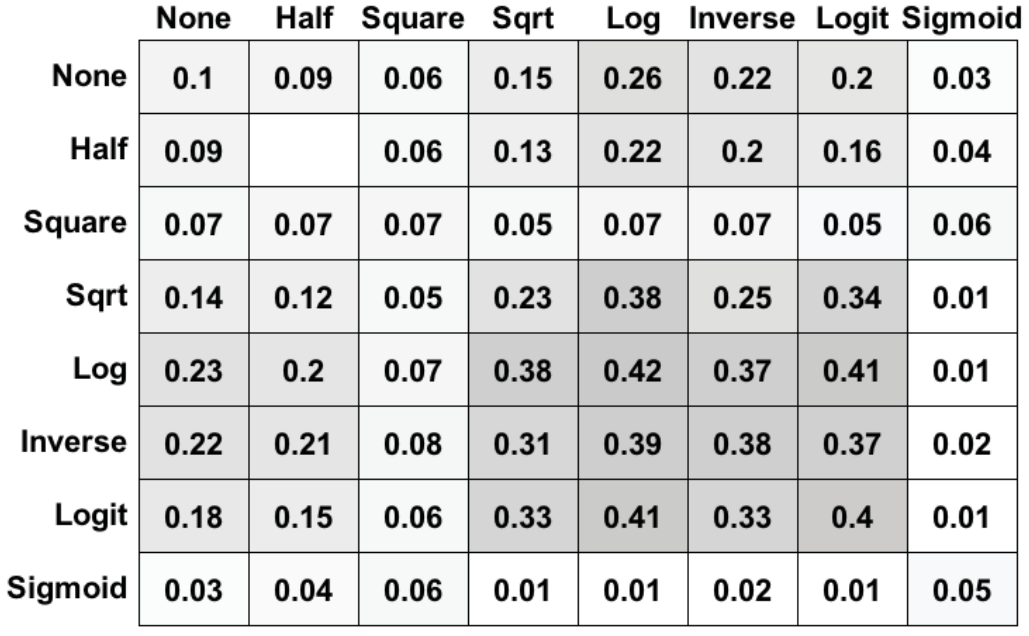 None Half Square Sqrt Log Inverse Logit Sigmoid
None 0.1 0.09 0.06 0.15 0.26 0.22 0.2 0.03
Half 0.09 0.06 0.13 0.22 0.2 0.16 0.04
Square 0.07 0.07 0.07 0.05 0.07 0.07 0.05 0.06
Sqrt 0.14 0.12 0.05 0.23 0.38 0.25 0.34 0.01
Log 0.23 0.2 0.07 0.38 0.42 0.37 0.41 0.01
Inverse 0.22 0.21 0.08 0.31 0.39 0.38 0.37 0.02
Logit 0.18 0.15 0.06 0.33 0.41 0.33 0.4 0.01
Sigmoid 0.03 0.04 0.06 0.01 0.01 0.02 0.01 0.05